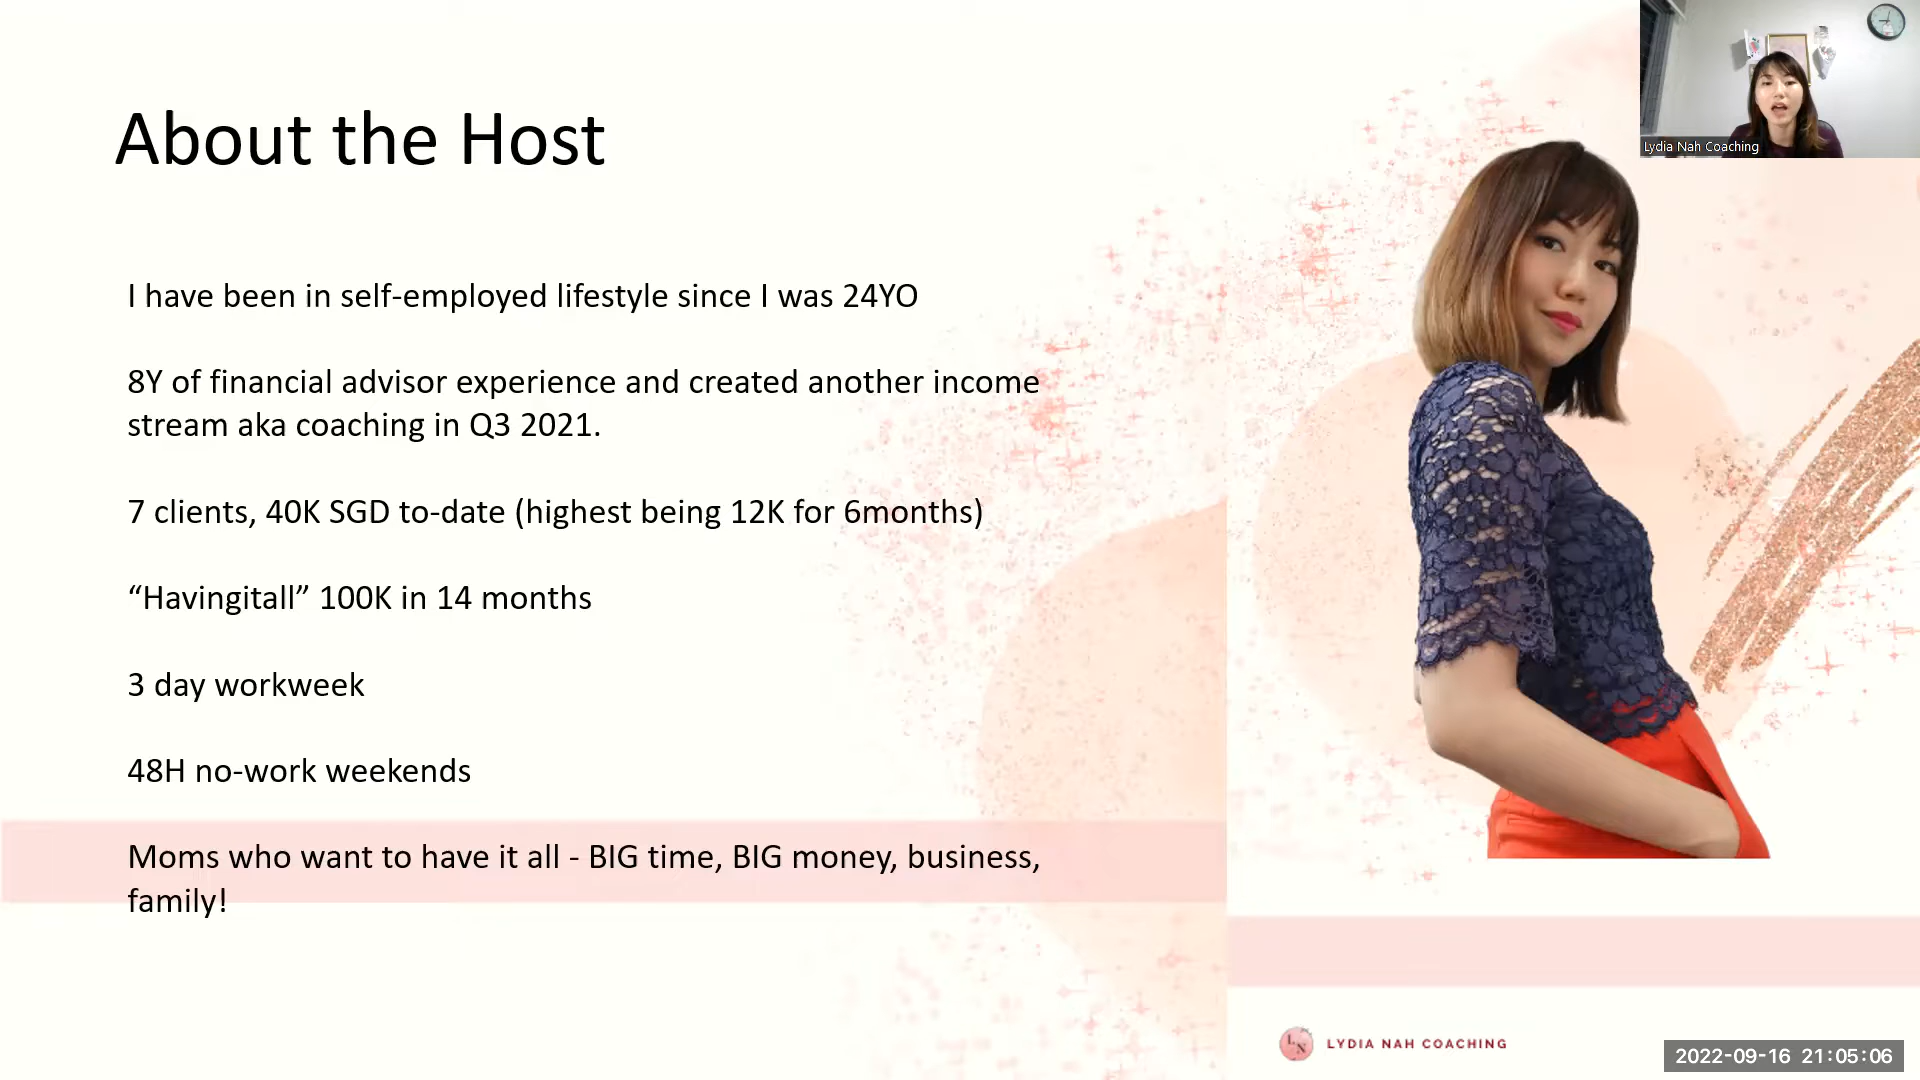 About the Host
I have been in self-employed lifestyle since I was 24YO
8Y of financial advisor experience and created another income
stream aka coaching in Q3 2021.
7 clients, 40K SGD to-date (highest being 12K for 6months)
“Havingitall” 100K in 14 months
3 day workweek
48H no-work weekends
Moms who want to have it all - BIG time, BIG money, business,
family!
Lydia Nah Coaching
LN
LYDIA NAH COACHING
2022-09-16 21:05:06